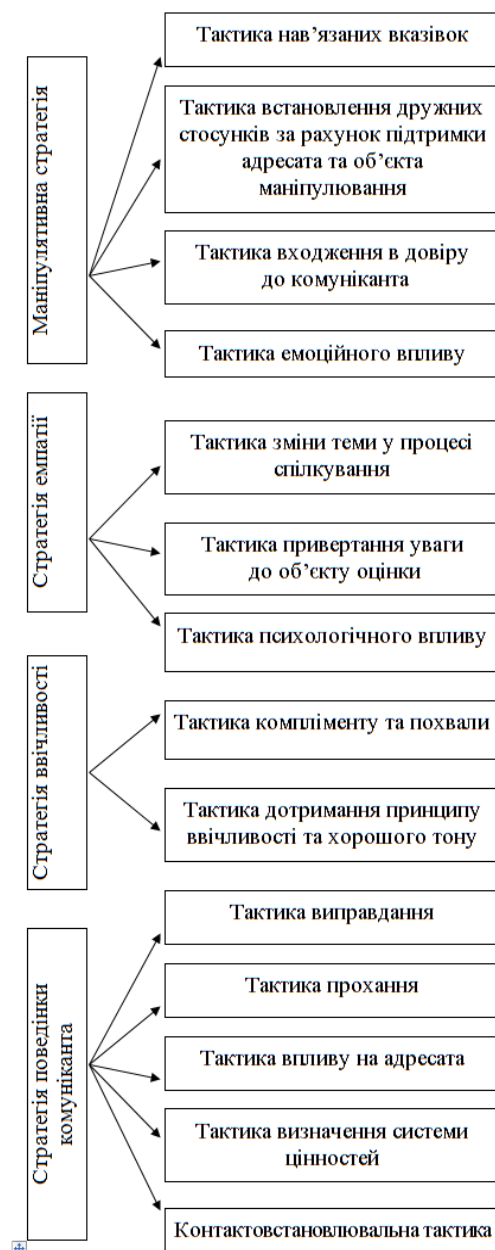 Маніпулятивна стратегія
Тактика нав’язаних вказівок
Тактика встановлення дружних
стосунків за рахунок підтримки
адресата та об’єкта
маніпулювання
Тактика входження в довіру
до комуніканта
Тактика емоційного впливу
Стратегія емпатії
Тактика зміни теми у процесі
спілкування
Тактика привертання уваги
до об’єкту оцінки
Тактика психологічного впливу
Стратегія ввічливості
Тактика компліменту та похвали
Тактика дотримання принципу
ввічливості та хорошого тону
Стратегія поведінки
комуніканта
Тактика виправдання
Тактика прохання
Тактика впливу на адресата
Тактика визначення системи
цінностей
Контактовстановлювальна тактика